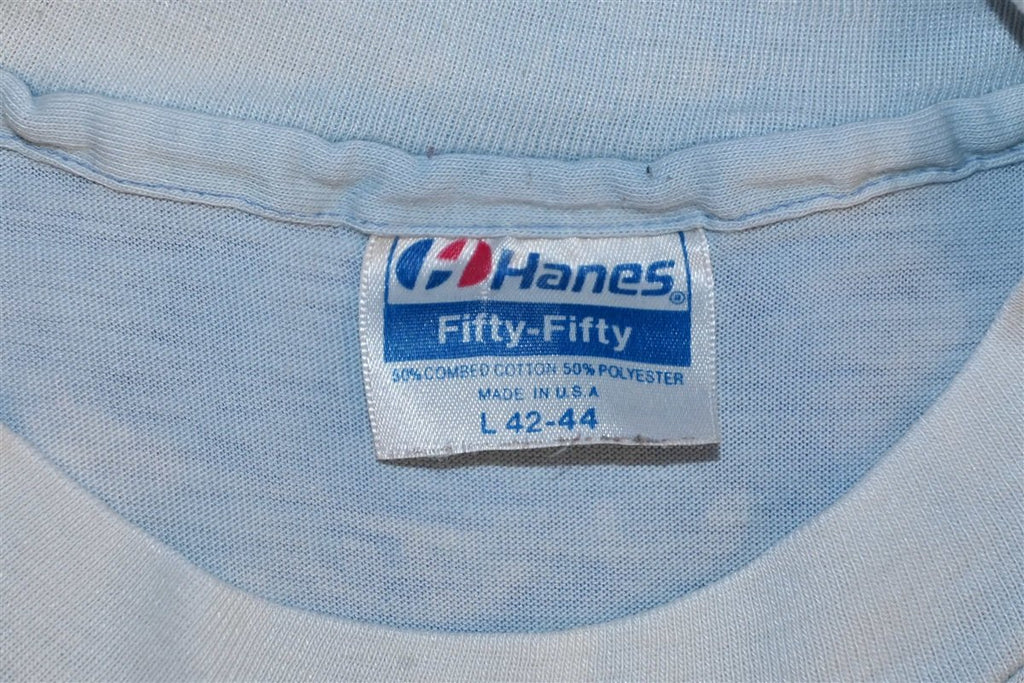 Hanes®
Fifty-Fifty
50% COMBED COTTON 50% POLYESTER
MADE IN U.S.A
L 42-44